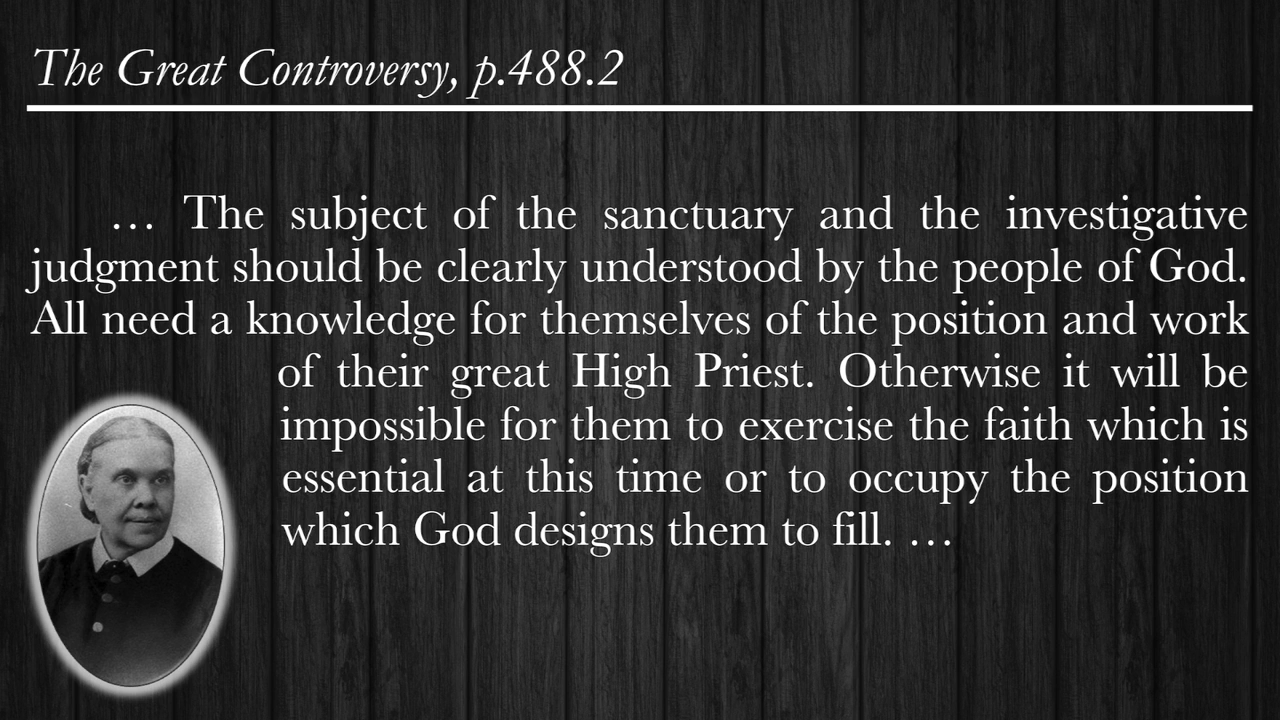 The Great Controversy, p.488.2
… The subject of the sanctuary and the investigative
judgment should be clearly understood by the people of God.
All need a knowledge for themselves of the position and work
of their great High Priest. Otherwise it will be
impossible for them to exercise the faith which is
essential at this time or to occupy the position
which God designs them to fill. …